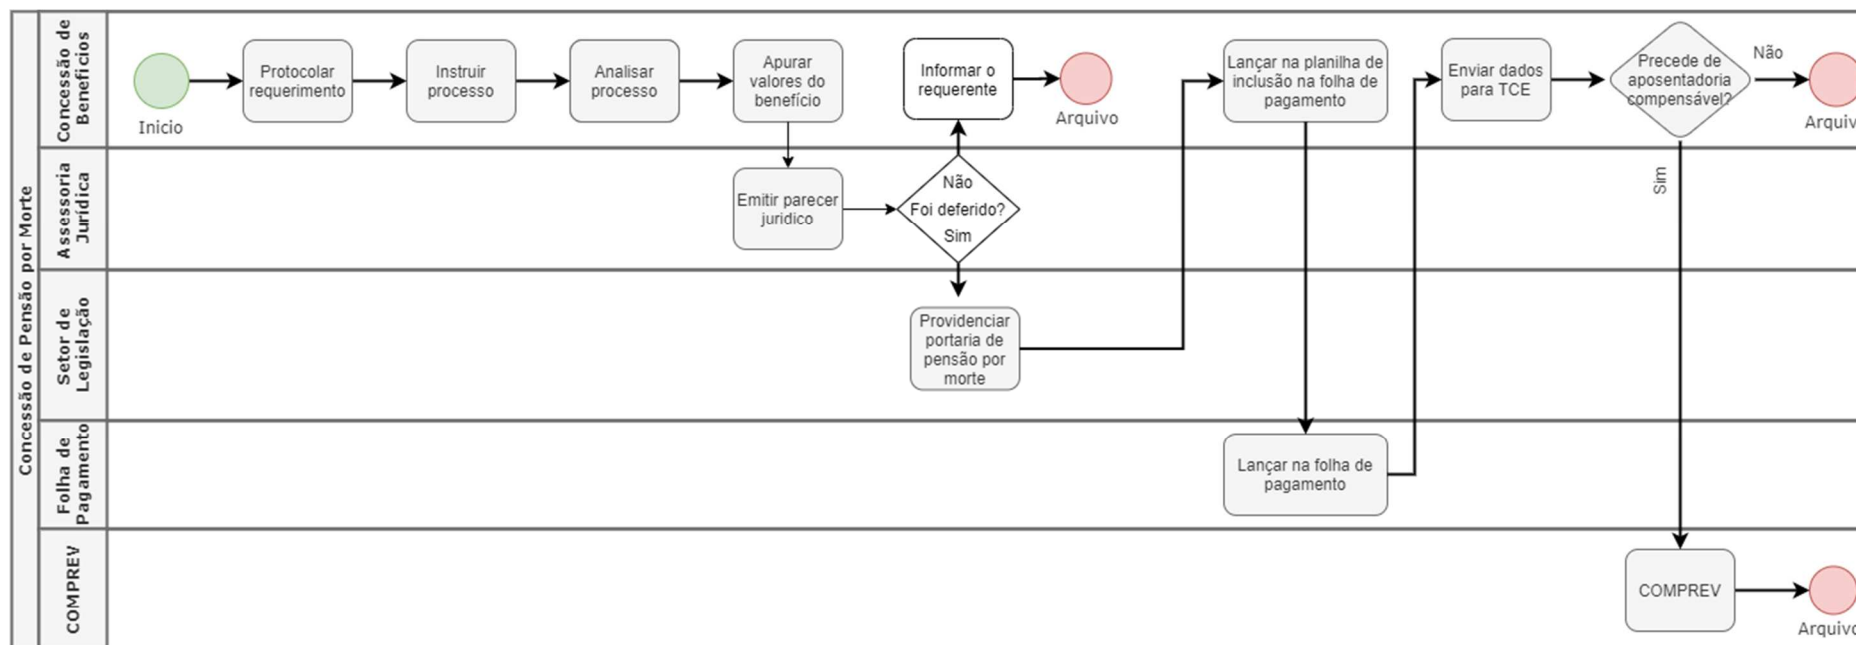 Concessão de Pensão por Morte
Concessão de
Benefícios
Inicio
Protocolar
requerimento
Instruir
processo
Analisar
processo
Apurar
valores do
benefício
Informar o
requerente
Arquivo
Lançar na planilha de
inclusão na folha de
pagamento
Enviar dados
para TCE
Precede de
aposentadoria
compensável?
Não
Arquiv
Sim
Assessoria
Jurídica
Emitir parecer
juridico
Não
Foi deferido?
Sim
Setor de
Legislação
Providenciar
portaria de
pensão por
morte
Folha de
Pagamento
Lançar na folha de
pagamento
COMPREV
COMPREV
Arquivo